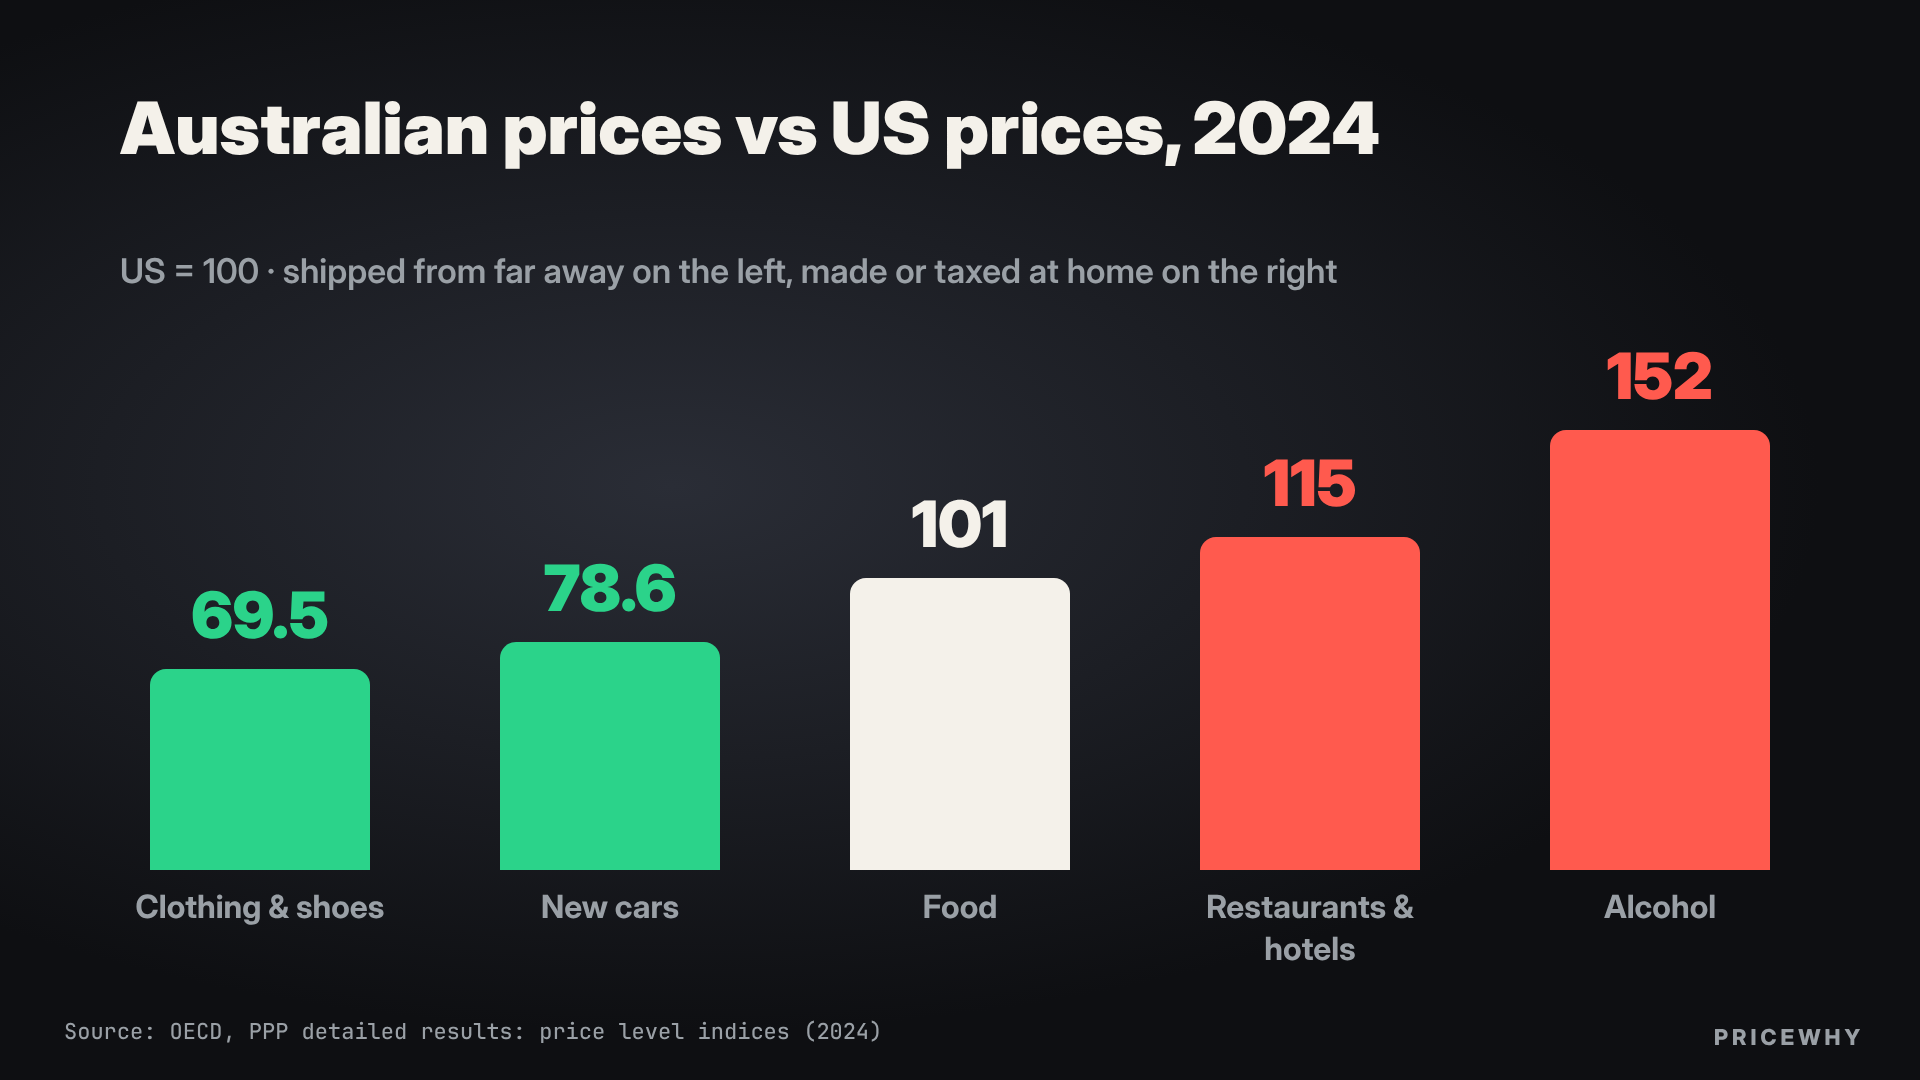 Australian prices vs US prices, 2024
US = 100 · shipped from far away on the left, made or taxed at home on the right
69.5
78.6
101
115
152
Clothing & shoes
New cars
Food
Restaurants &
hotels
Alcohol
Source: OECD, PPP detailed results: price level indices (2024)
PRICEWHY